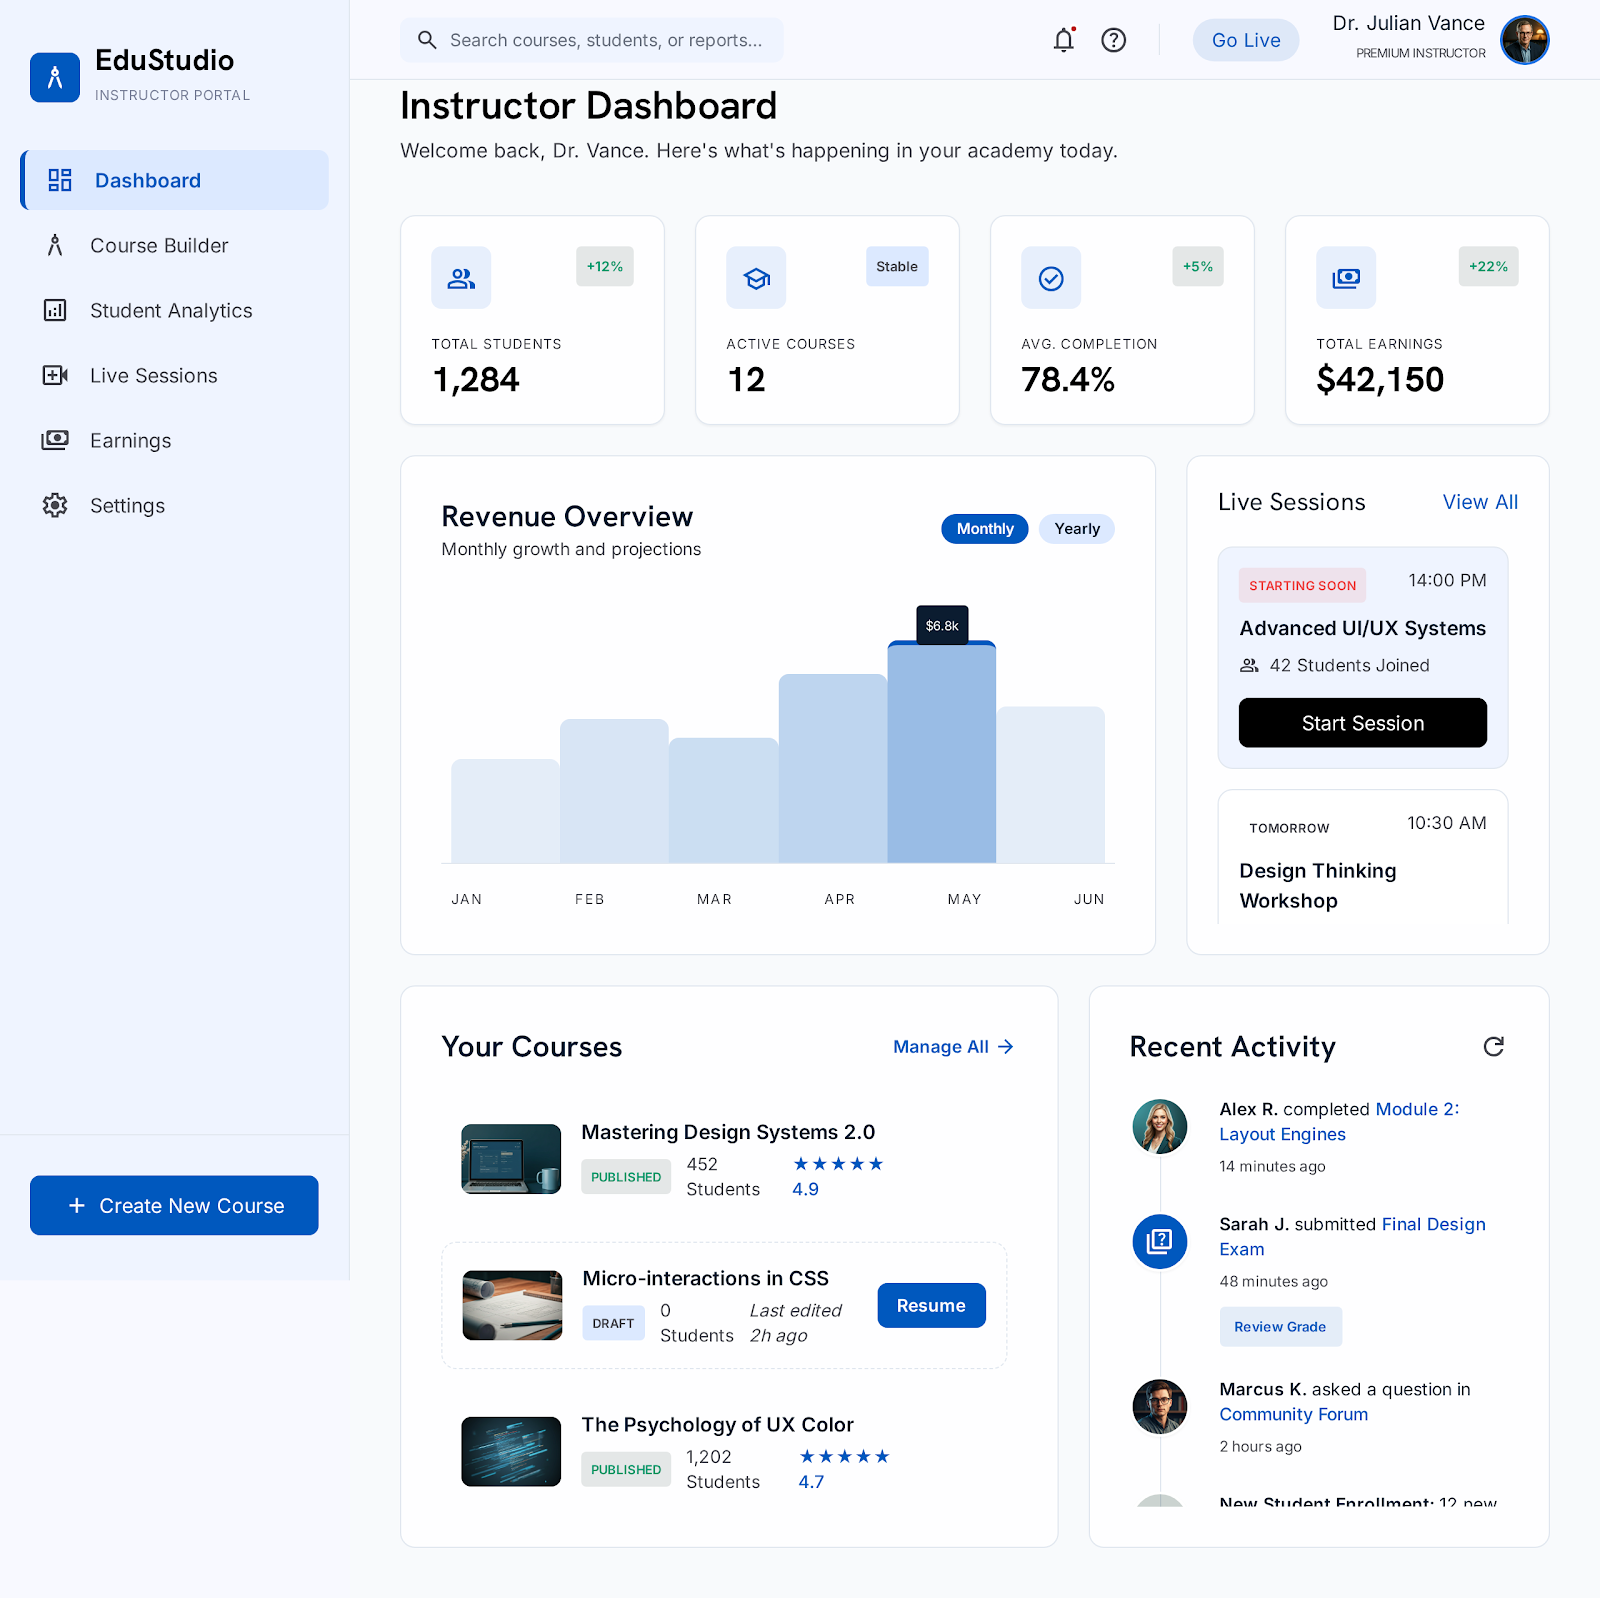 EduStudio
INSTRUCTOR PORTAL
Dashboard
Course Builder
Student Analytics
Live Sessions
Earnings
Settings
Create New Course
Search courses, students, or reports...
Go Live
Dr. Julian Vance
PREMIUM INSTRUCTOR
Instructor Dashboard
Welcome back, Dr. Vance. Here's what's happening in your academy today.
+12%
TOTAL STUDENTS
1,284
Stable
ACTIVE COURSES
12
+5%
AVG. COMPLETION
78.4%
+22%
TOTAL EARNINGS
$42,150
Revenue Overview
Monthly growth and projections
Monthly
Yearly
$6.8k
JAN
FEB
MAR
APR
MAY
JUN
Live Sessions
View All
STARTING SOON
14:00 PM
Advanced UI/UX Systems
42 Students Joined
Start Session
TOMORROW
10:30 AM
Design Thinking
Workshop
Your Courses
Manage All
Mastering Design Systems 2.0
PUBLISHED
452
Students
★★★★★
4.9
Micro-interactions in CSS
DRAFT
0
Students
Last edited
2h ago
Resume
The Psychology of UX Color
PUBLISHED
1,202
Students
★★★★★
4.7
Recent Activity
Alex R. completed Module 2:
Layout Engines
14 minutes ago
Sarah J. submitted Final Design
Exam
48 minutes ago
Review Grade
Marcus K. asked a question in
Community Forum
2 hours ago
New Student Enrollment: 12 new